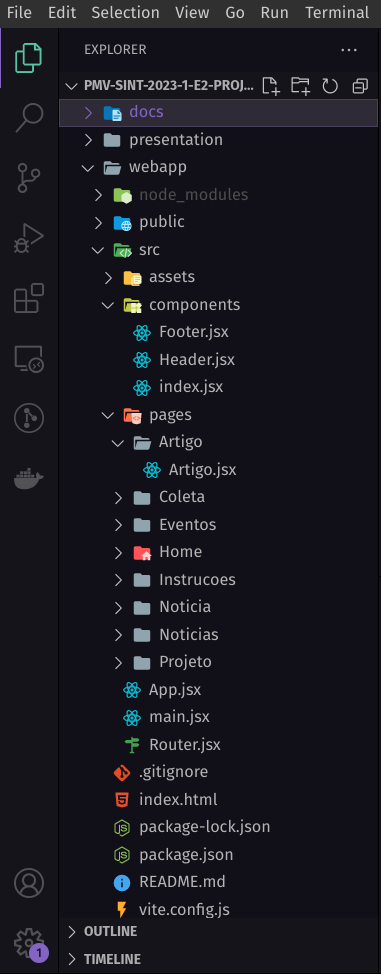 File Edit Selection View Go Run Terminal
EXPLORER
PMV-SINT-2023-1-E2-PROJ...
docs
presentation
webapp
node_modules
public
src
assets
components
Footer.jsx
Header.jsx
index.jsx
pages
Artigo
Artigo.jsx
Coleta
Eventos
Home
Instrucoes
Noticia
Noticias
Projeto
App.jsx
main.jsx
Router.jsx
.gitignore
index.html
package-lock.json
package.json
README.md
vite.config.js
OUTLINE
1
TIMELINE